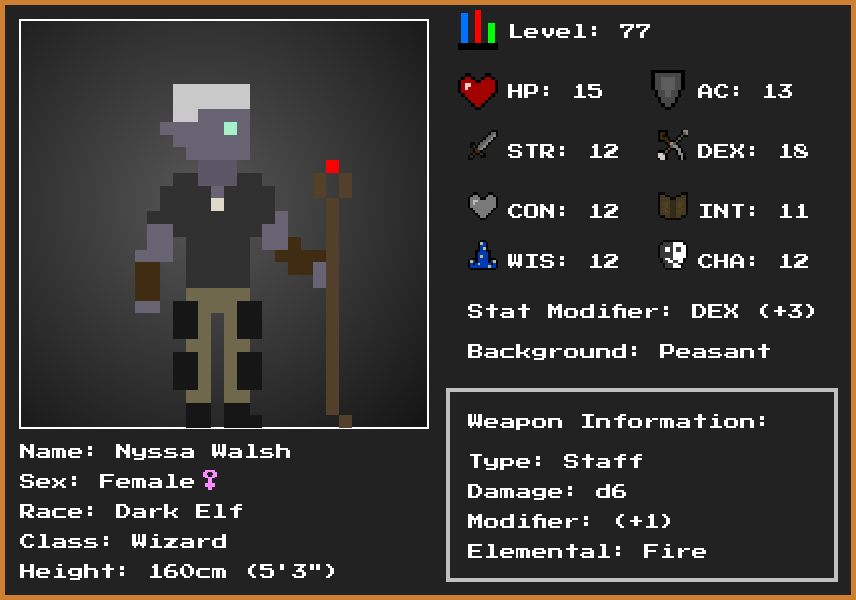 Level: 77
HP: 15
AC: 13
STR: 12
DEX: 18
CON: 12
INT: 11
WIS: 12
CHA: 12
Stat Modifier: DEX (+3)
Background: Peasant
Weapon Information:
Type: Staff
Damage: d6
Modifier: (+1)
Elemental: Fire
Name: Nyssa Walsh
Sex: Female♀
Race: Dark Elf
Class: Wizard
Height: 160cm (5'3")